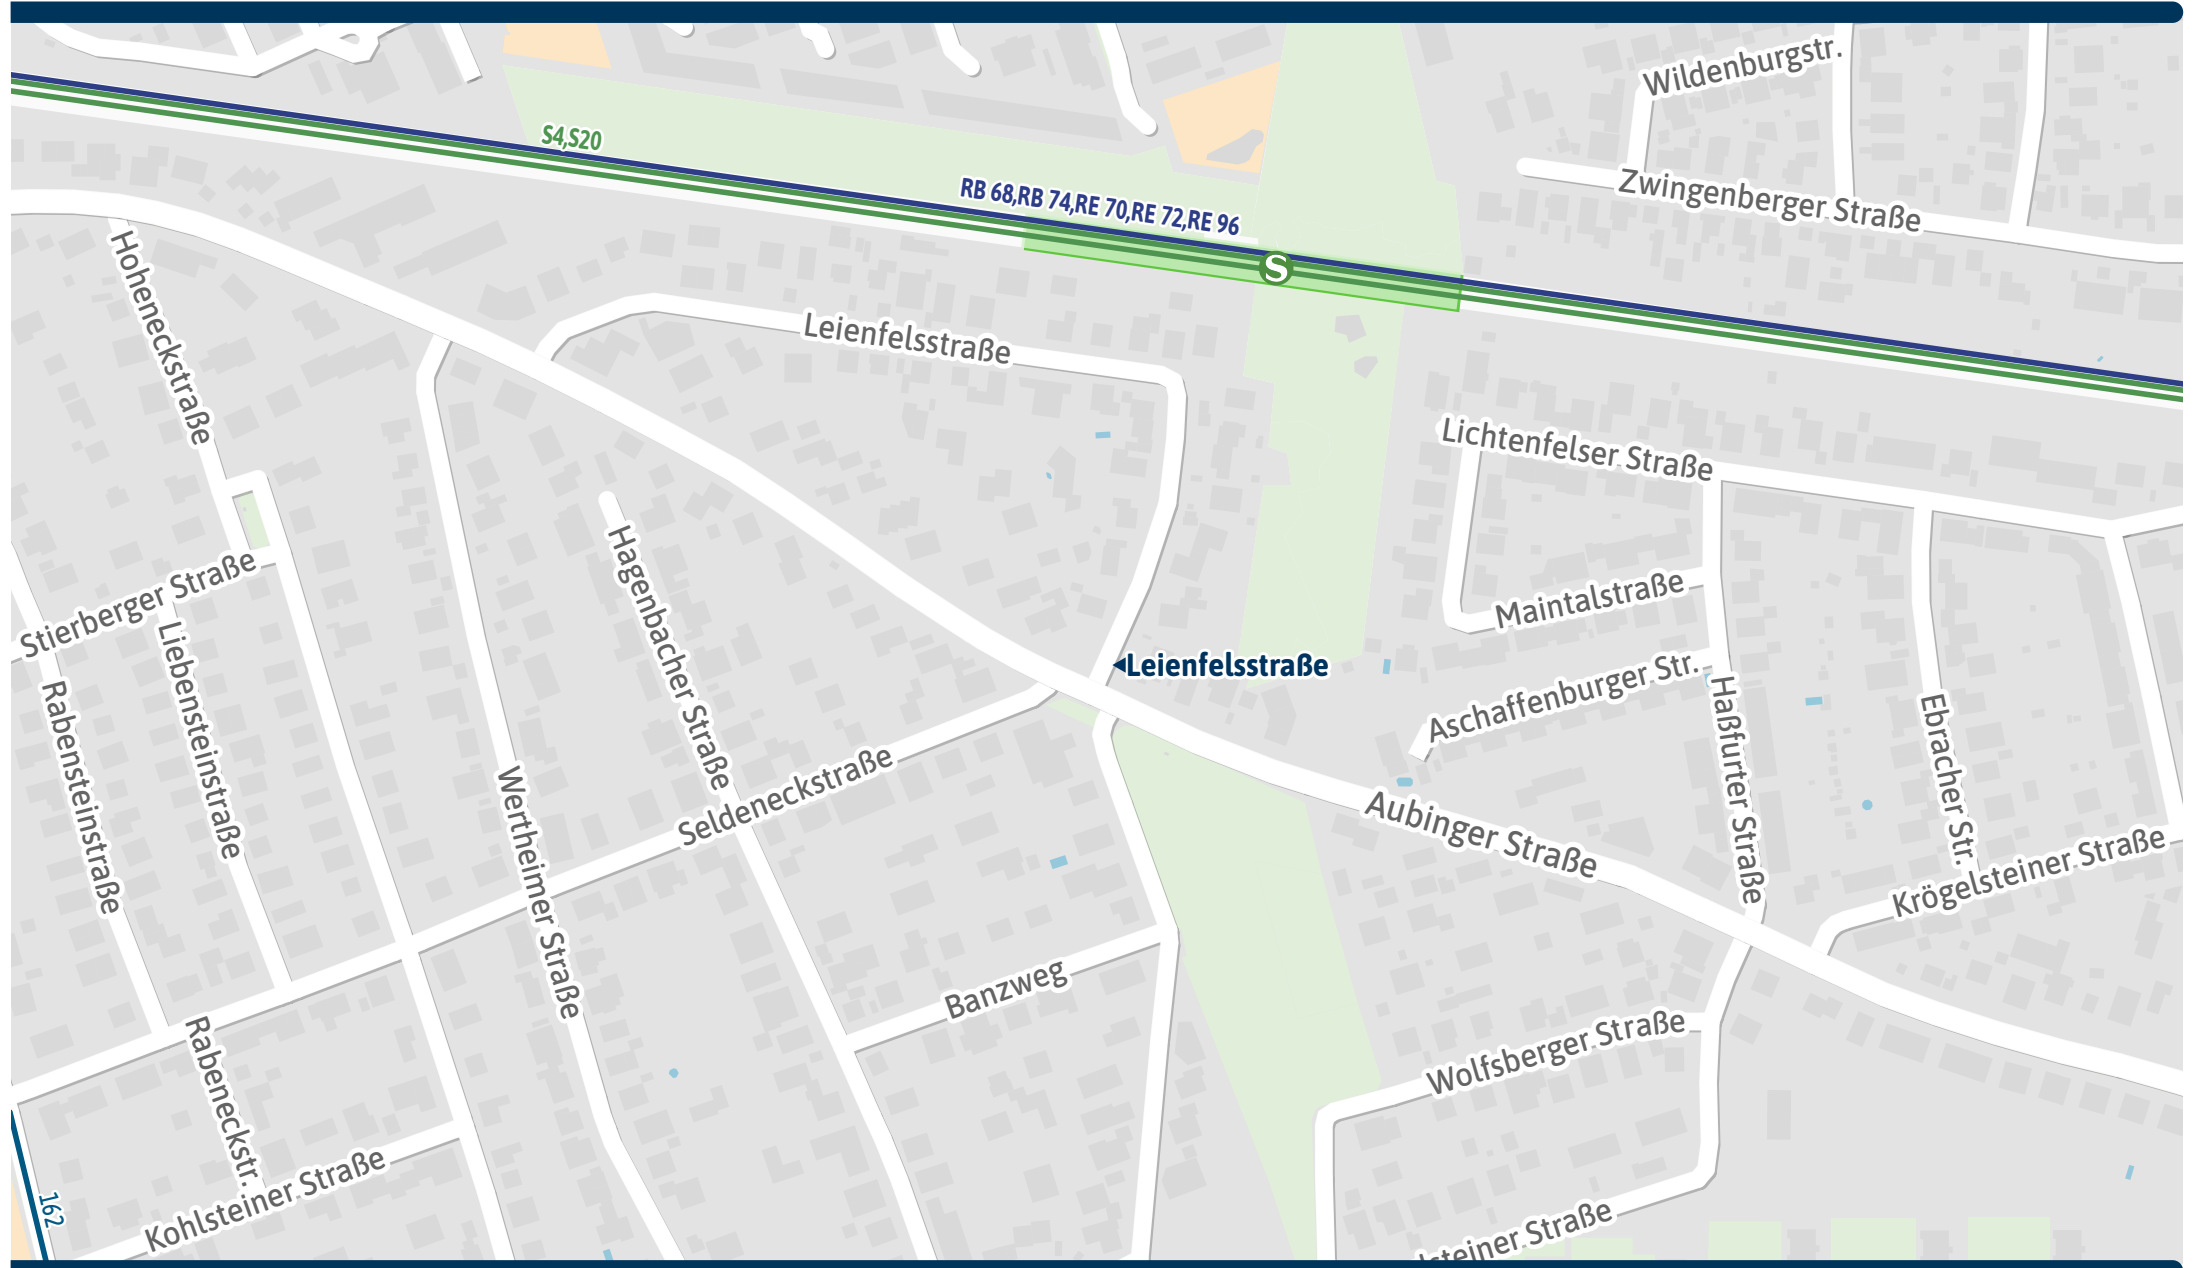 Wildenburgstr.
S4,S20
RB 68,RB 74,RE 70,RE 72,RE 96
Zwingenberger Straße
S
Hoheneckstraße
Leienfelsstraße
Lichtenfelser Straße
Stierberger Straße
Hagenbacher Straße
Maintalstraße
Liebensteinstraße
◄Leienfelsstraße
Aschaffenburger Str.
Rabensteinstraße
Haßfurter Straße
Ebracher Str.
Seldeneckstraße
Wertheimer Straße
Aubinger Straße
Krögelsteiner Straße
Banzweg
Rabeneckstr.
Wolfsberger Straße
Kohlsteiner Straße
162
lsteiner Straße